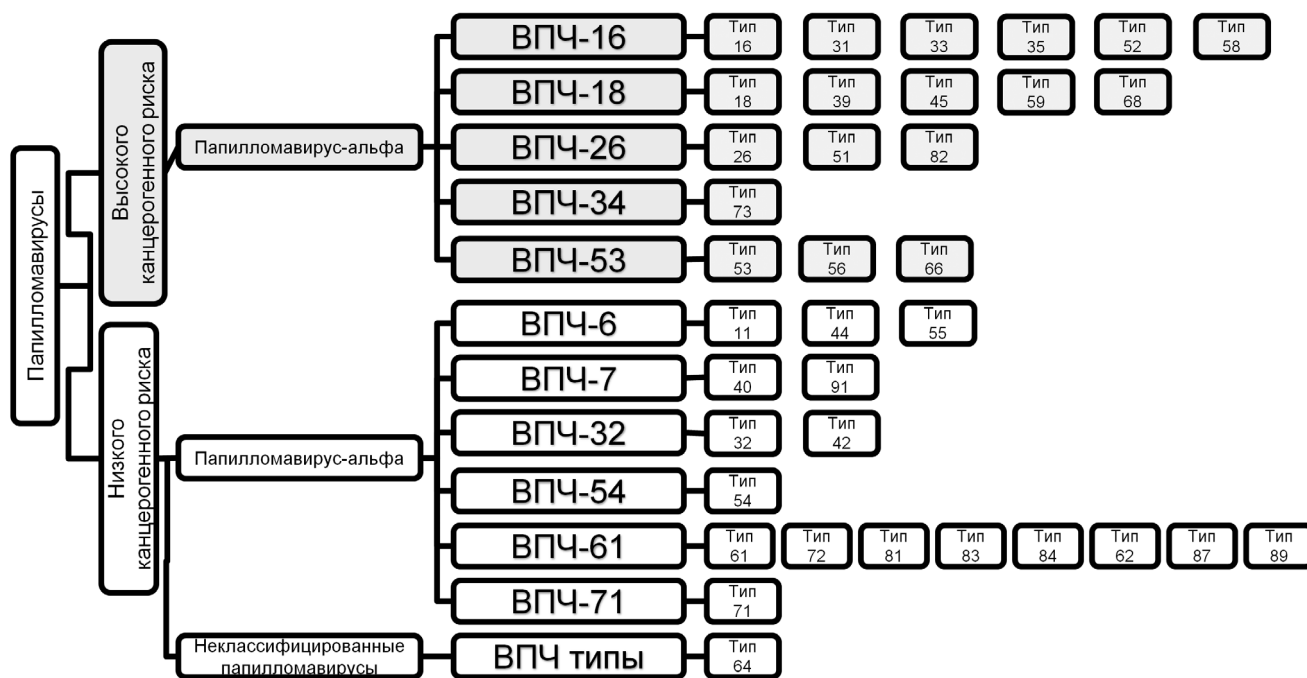 Папилломавирусы
Высокого
канцерогенного риска
Папилломавирус-альфа
ВПЧ-16
Тип
16
Тип
31
Тип
33
Тип
35
Тип
52
Тип
58
ВПЧ-18
Тип
18
Тип
39
Тип
45
Тип
59
Тип
68
ВПЧ-26
Тип
26
Тип
51
Тип
82
ВПЧ-34
Тип
73
ВПЧ-53
Тип
53
Тип
56
Тип
66
Низкого
канцерогенного риска
Папилломавирус-альфа
ВПЧ-6
Тип
11
Тип
44
Тип
55
ВПЧ-7
Тип
40
Тип
91
ВПЧ-32
Тип
32
Тип
42
ВПЧ-54
Тип
54
ВПЧ-61
Тип
61
Тип
72
Тип
81
Тип
83
Тип
84
Тип
62
Тип
87
Тип
89
ВПЧ-71
Тип
71
Неклассифицированные
папилломавирусы
ВПЧ типы
Тип
64